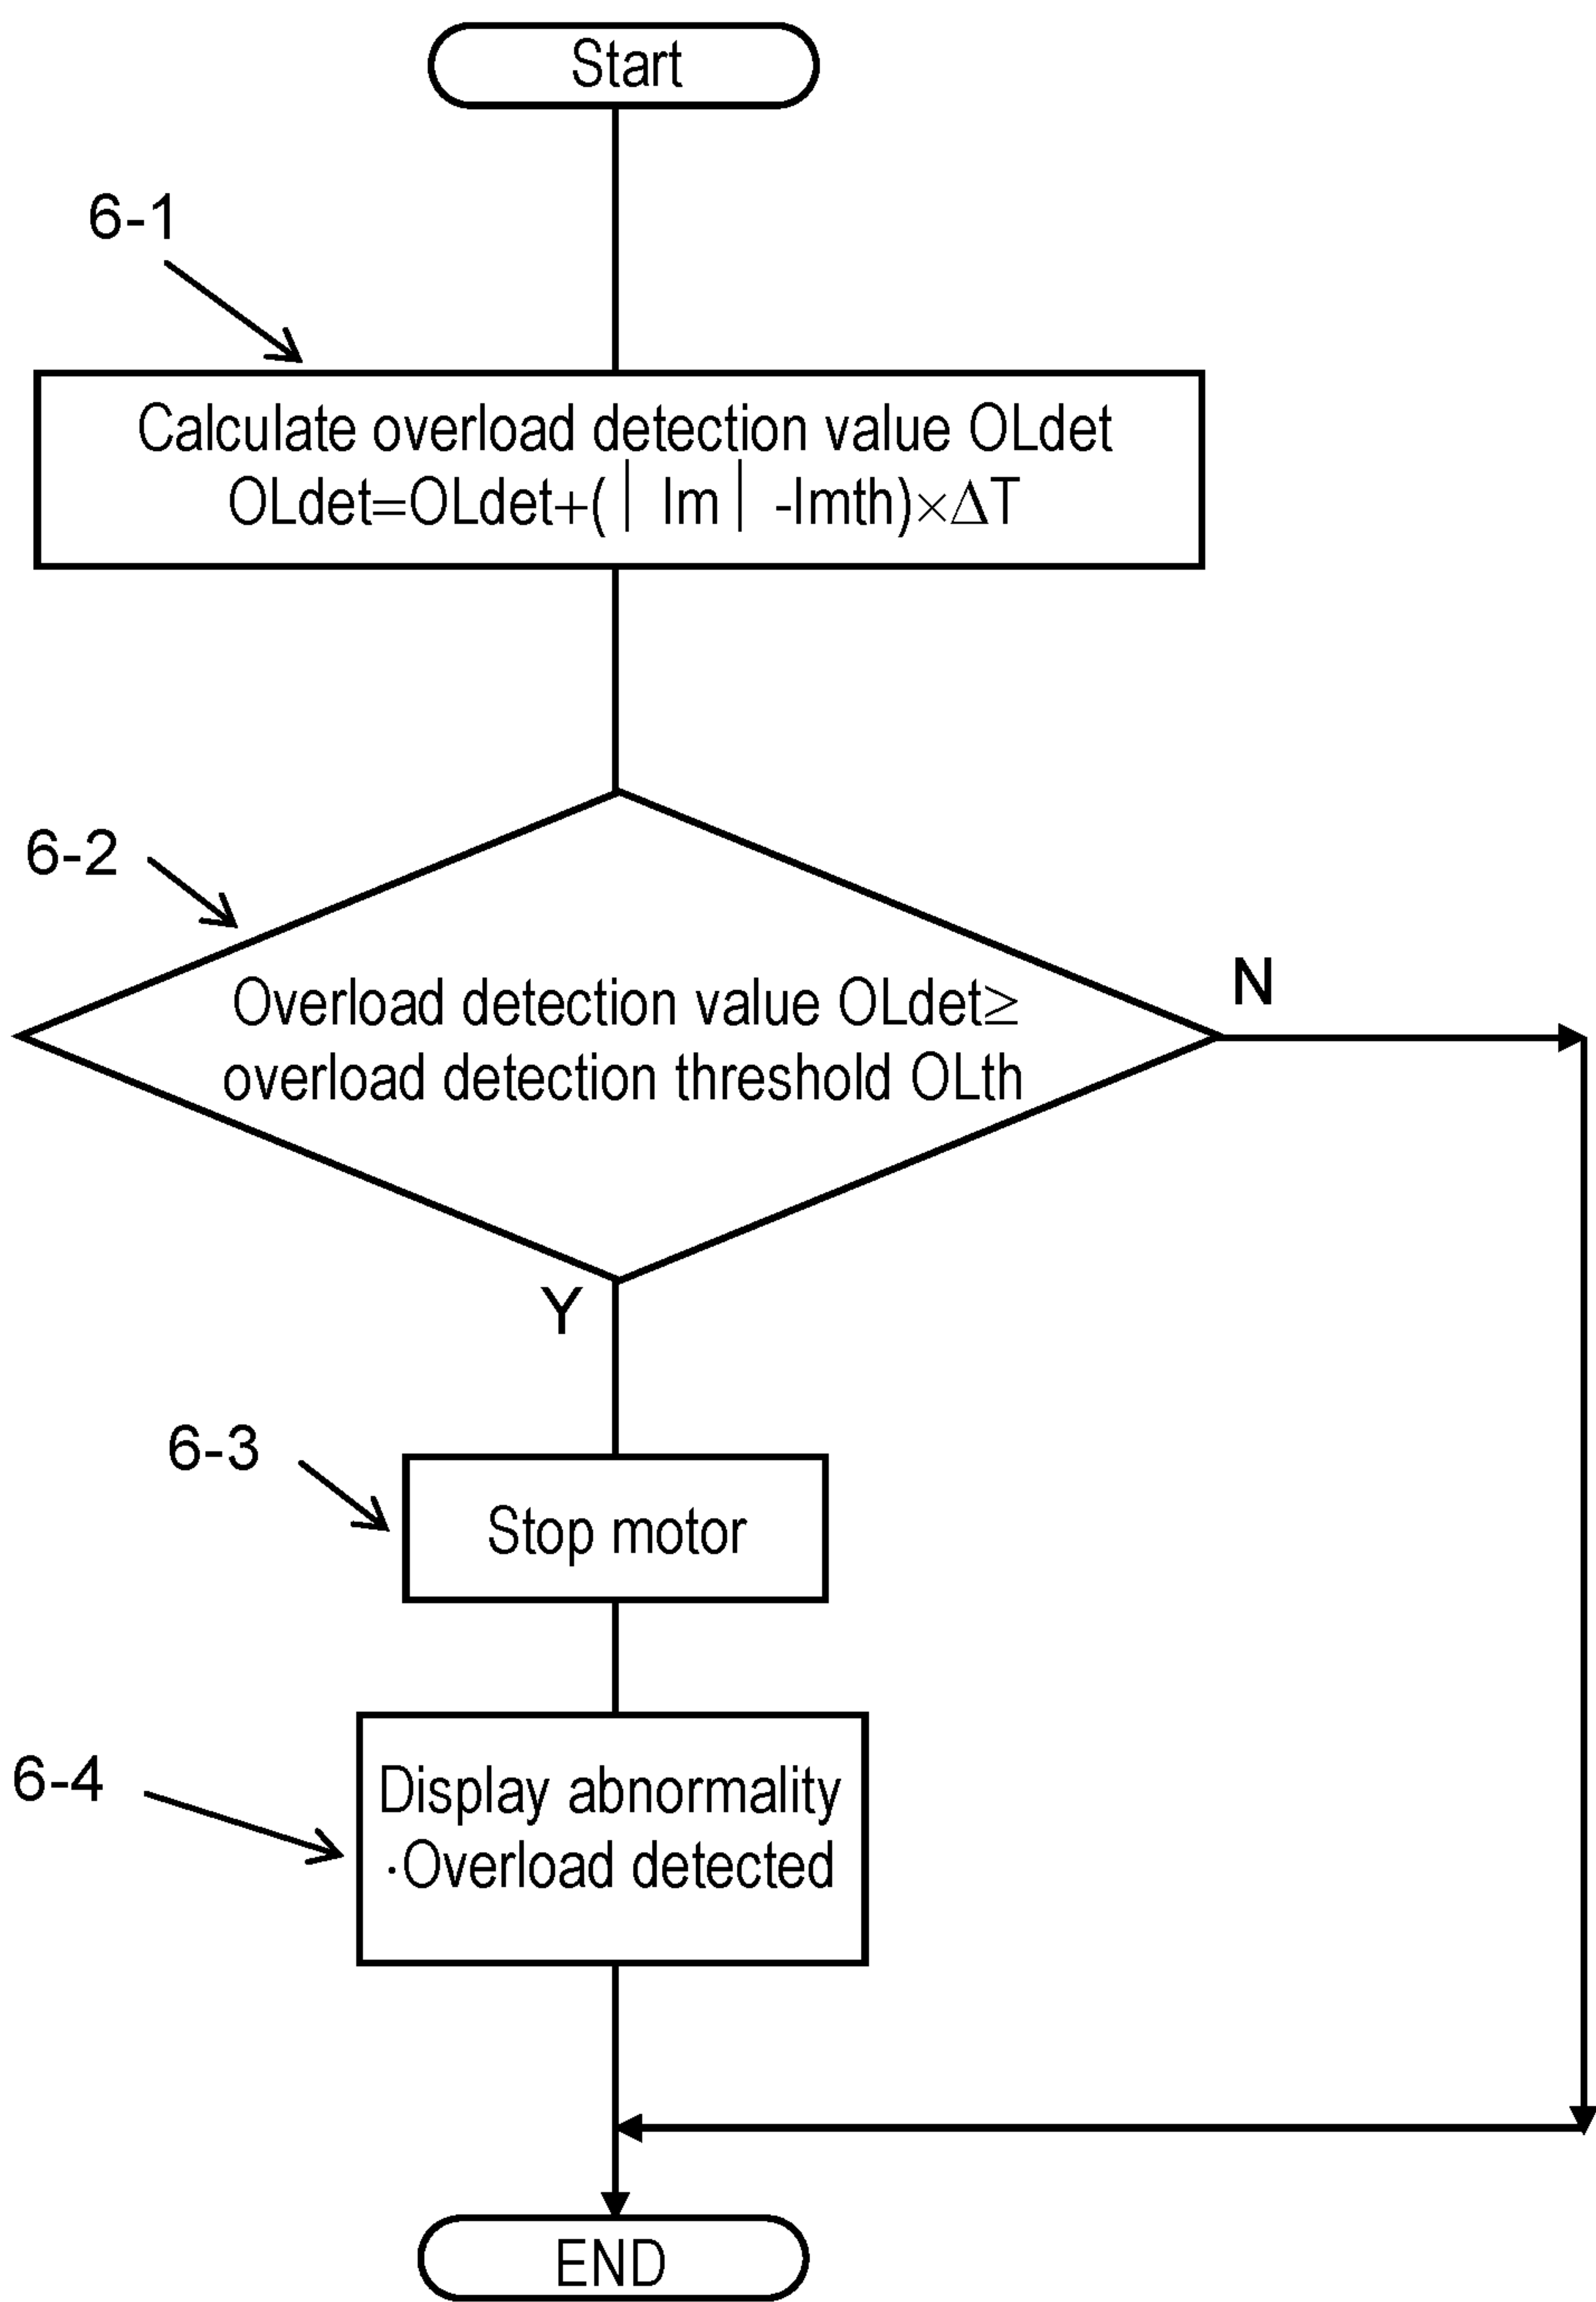 Start
6-1
Calculate overload detection value OLdet
OLdet=OLdet+(| Im| -Imth)×ΔT
6-2
Overload detection value OLdet≥
overload detection threshold OLth
N
Y
6-3
Stop motor
6-4
Display abnormality
·Overload detected
END